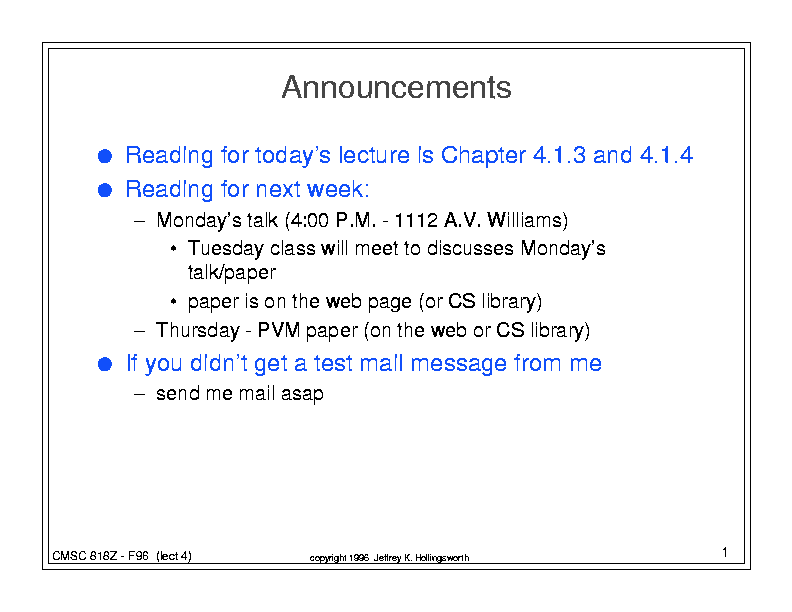 Announcements
● Reading for today's lecture is Chapter 4.1.3 and 4.1.4
● Reading for next week:
– Monday's talk (4:00 P.M. - 1112 A.V. Williams)
• Tuesday class will meet to discusses Monday's
talk/paper
• paper is on the web page (or CS library)
– Thursday - PVM paper (on the web or CS library)
● If you didn't get a test mail message from me
– send me mail asap
CMSC 818Z - F96 (lect 4)
copyright 1996 Jeffrey K. Hollingsworth
1